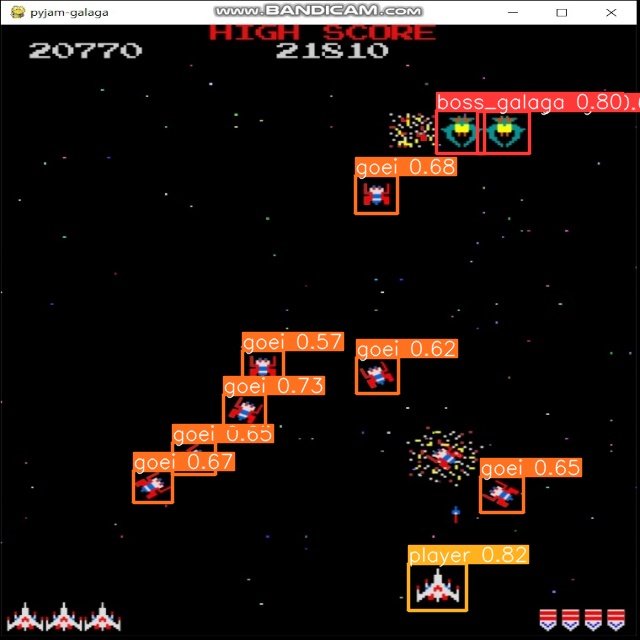 pyjam-galaga
www.BANDICAM.com
HIGH SCORE
20770
21810
boss_galaga 0.80
goei 0.68
goei 0.57
goei 0.62
goei 0.73
goei 0.65
goei 0.67
goei 0.65
player 0.82